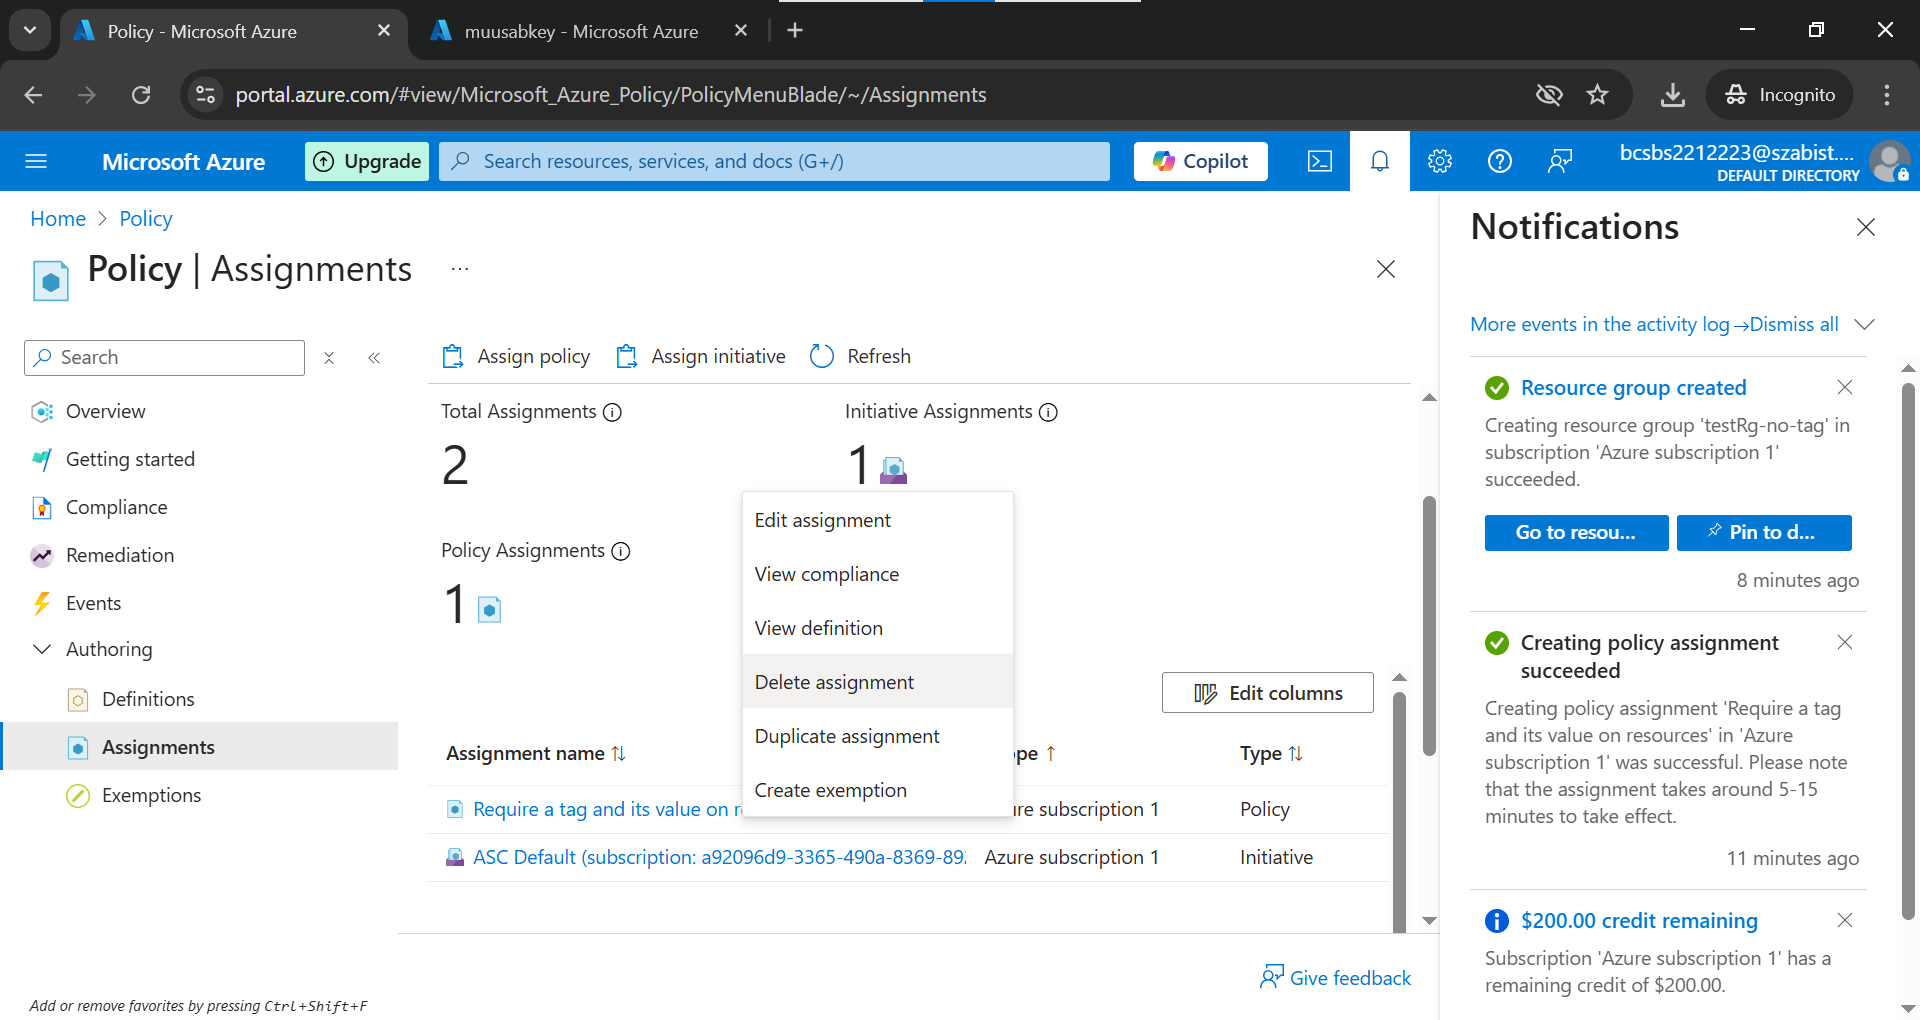 Policy - Microsoft Azure
muusabkey - Microsoft Azure
portal.azure.com/#view/Microsoft_Azure_Policy/PolicyMenuBlade/~/Assignments
Incognito
Microsoft Azure
Upgrade
Search resources, services, and docs (G+/)
Copilot
bcsbs2212223@szabist....
DEFAULT DIRECTORY
Home > Policy
Policy | Assignments
...
Search
Overview
Getting started
Compliance
Remediation
Events
Authoring
Definitions
Assignments
Exemptions
Add or remove favorites by pressing Ctrl+Shift+F
Assign policy
Assign initiative
Refresh
Total Assignments
2
Initiative Assignments
1
Policy Assignments
1
Edit assignment
View compliance
View definition
Delete assignment
Duplicate assignment
Create exemption
Edit columns
Assignment name ↑↓
pe ↑
Type ↑↓
Require a tag and its value on r
re subscription 1
Policy
ASC Default (subscription: a92096d9-3365-490a-8369-89
Azure subscription 1
Initiative
Give feedback
Notifications
More events in the activity log →
Dismiss all
Resource group created
Creating resource group 'testRg-no-tag' in
subscription 'Azure subscription 1'
succeeded.
Go to resou...
Pin to d...
8 minutes ago
Creating policy assignment
succeeded
Creating policy assignment 'Require a tag
and its value on resources' in 'Azure
subscription 1' was successful. Please note
that the assignment takes around 5-15
minutes to take effect.
11 minutes ago
$200.00 credit remaining
Subscription 'Azure subscription 1' has a
remaining credit of $200.00.